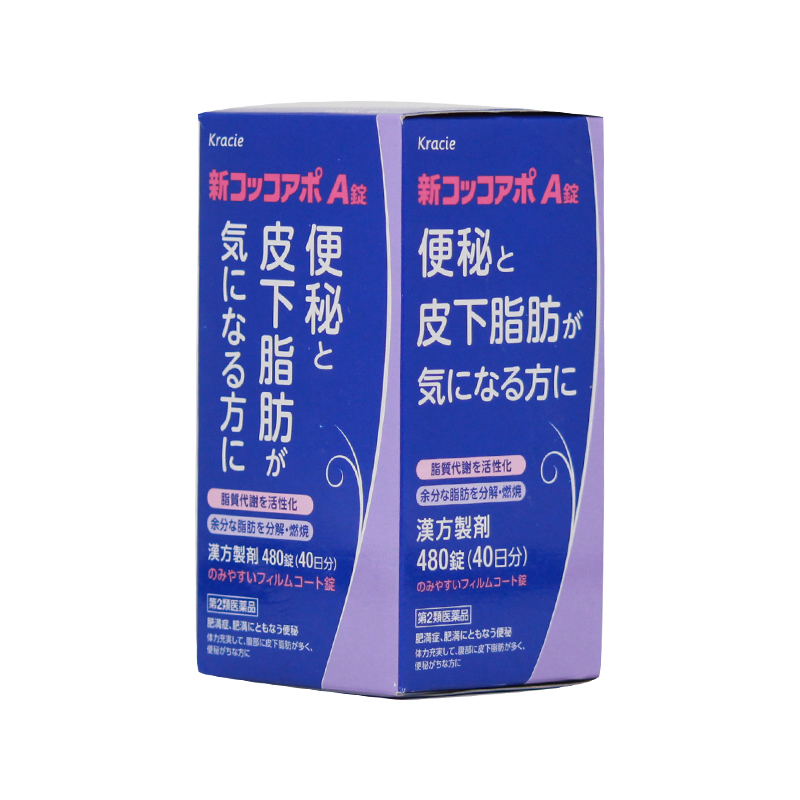 Kracie
新コッコアポA錠
便秘と
皮下脂肪が
気になる方に
脂質代謝を活性化
余分な脂肪を分解・燃焼
漢方製剤 480錠(40日分)
のみやすいフィルムコート錠
第2類医薬品
肥満症、肥満にともなう便秘
体力充実して、腹部に皮下脂肪が多く、
便秘がちな方に
Kracie
新コッコアポA錠
便秘と
皮下脂肪が
気になる方に
脂質代謝を活性化
余分な脂肪を分解・燃焼
漢方製剤
480錠(40日分)
のみやすいフィルムコート錠
第2類医薬品
肥満症、肥満にともなう便秘
体力充実して、腹部に皮下脂肪が多く、
便秘がちな方に